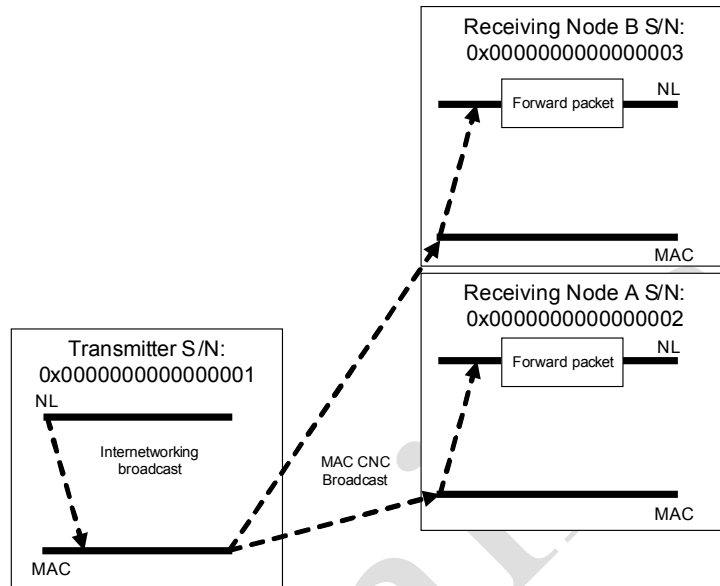 Receiving Node B S/N:
0x0000000000000003
NL
Forward packet
MAC
Receiving Node A S/N:
0x0000000000000002
NL
Forward packet
MAC
Transmitter S/N:
0x0000000000000001
NL
Internetworking
broadcast
MAC
MAC CNC
Broadcast